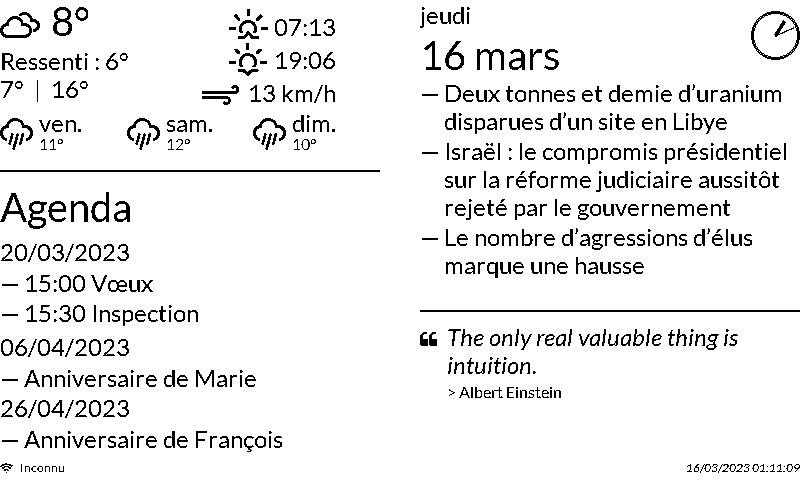 8°
Ressenti : 6°
7° | 16°
07:13
19:06
13 km/h
ven.
11°
sam.
12°
dim.
10°
Agenda
20/03/2023
— 15:00 Vœux
— 15:30 Inspection
06/04/2023
— Anniversaire de Marie
26/04/2023
— Anniversaire de François
Inconnu
jeudi
16 mars
— Deux tonnes et demie d’uranium
disparues d’un site en Libye
— Israël : le compromis présidentiel
sur la réforme judiciaire aussitôt
rejeté par le gouvernement
— Le nombre d’agressions d’élus
marque une hausse
❝ The only real valuable thing is
intuition.
> Albert Einstein
16/03/2023 01:11:09